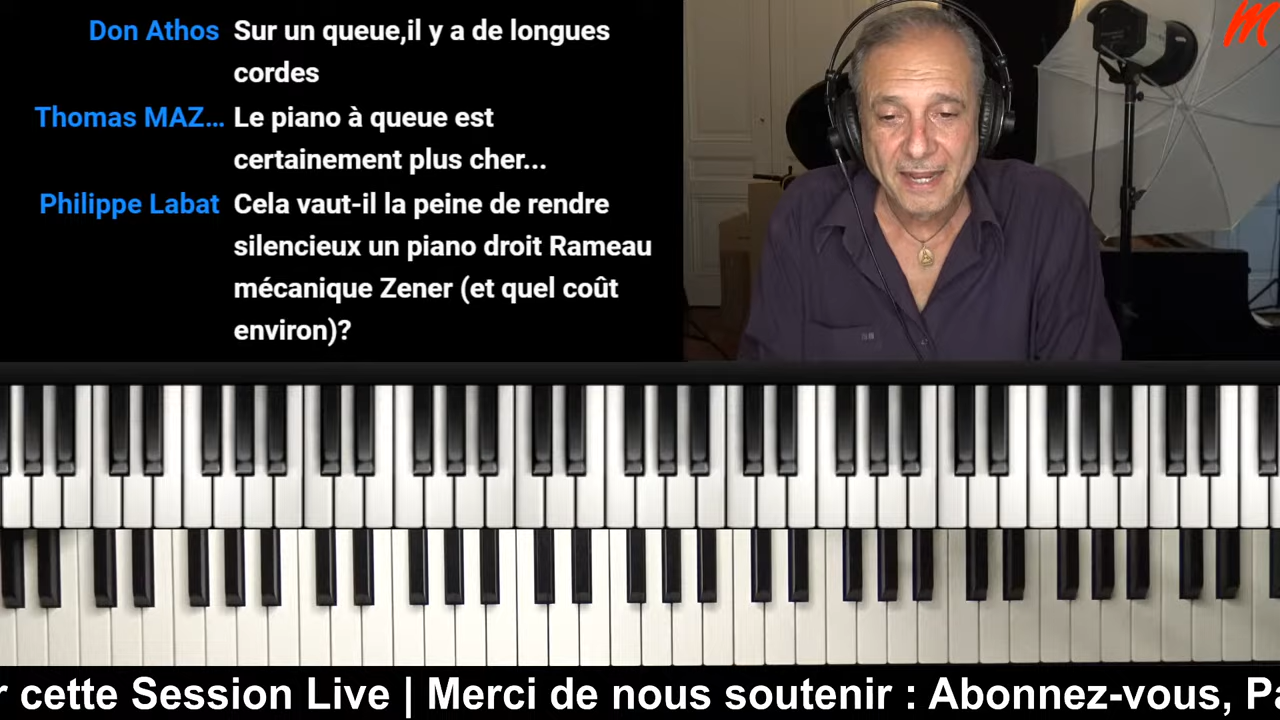 Don Athos Sur un queue,il y a de longues
cordes
Thomas MAZ... Le piano à queue est
certainement plus cher...
Philippe Labat Cela vaut-il la peine de rendre
silencieux un piano droit Rameau
mécanique Zener (et quel coût
environ)?
r cette Session Live | Merci de nous soutenir : Abonnez-vous, Pa